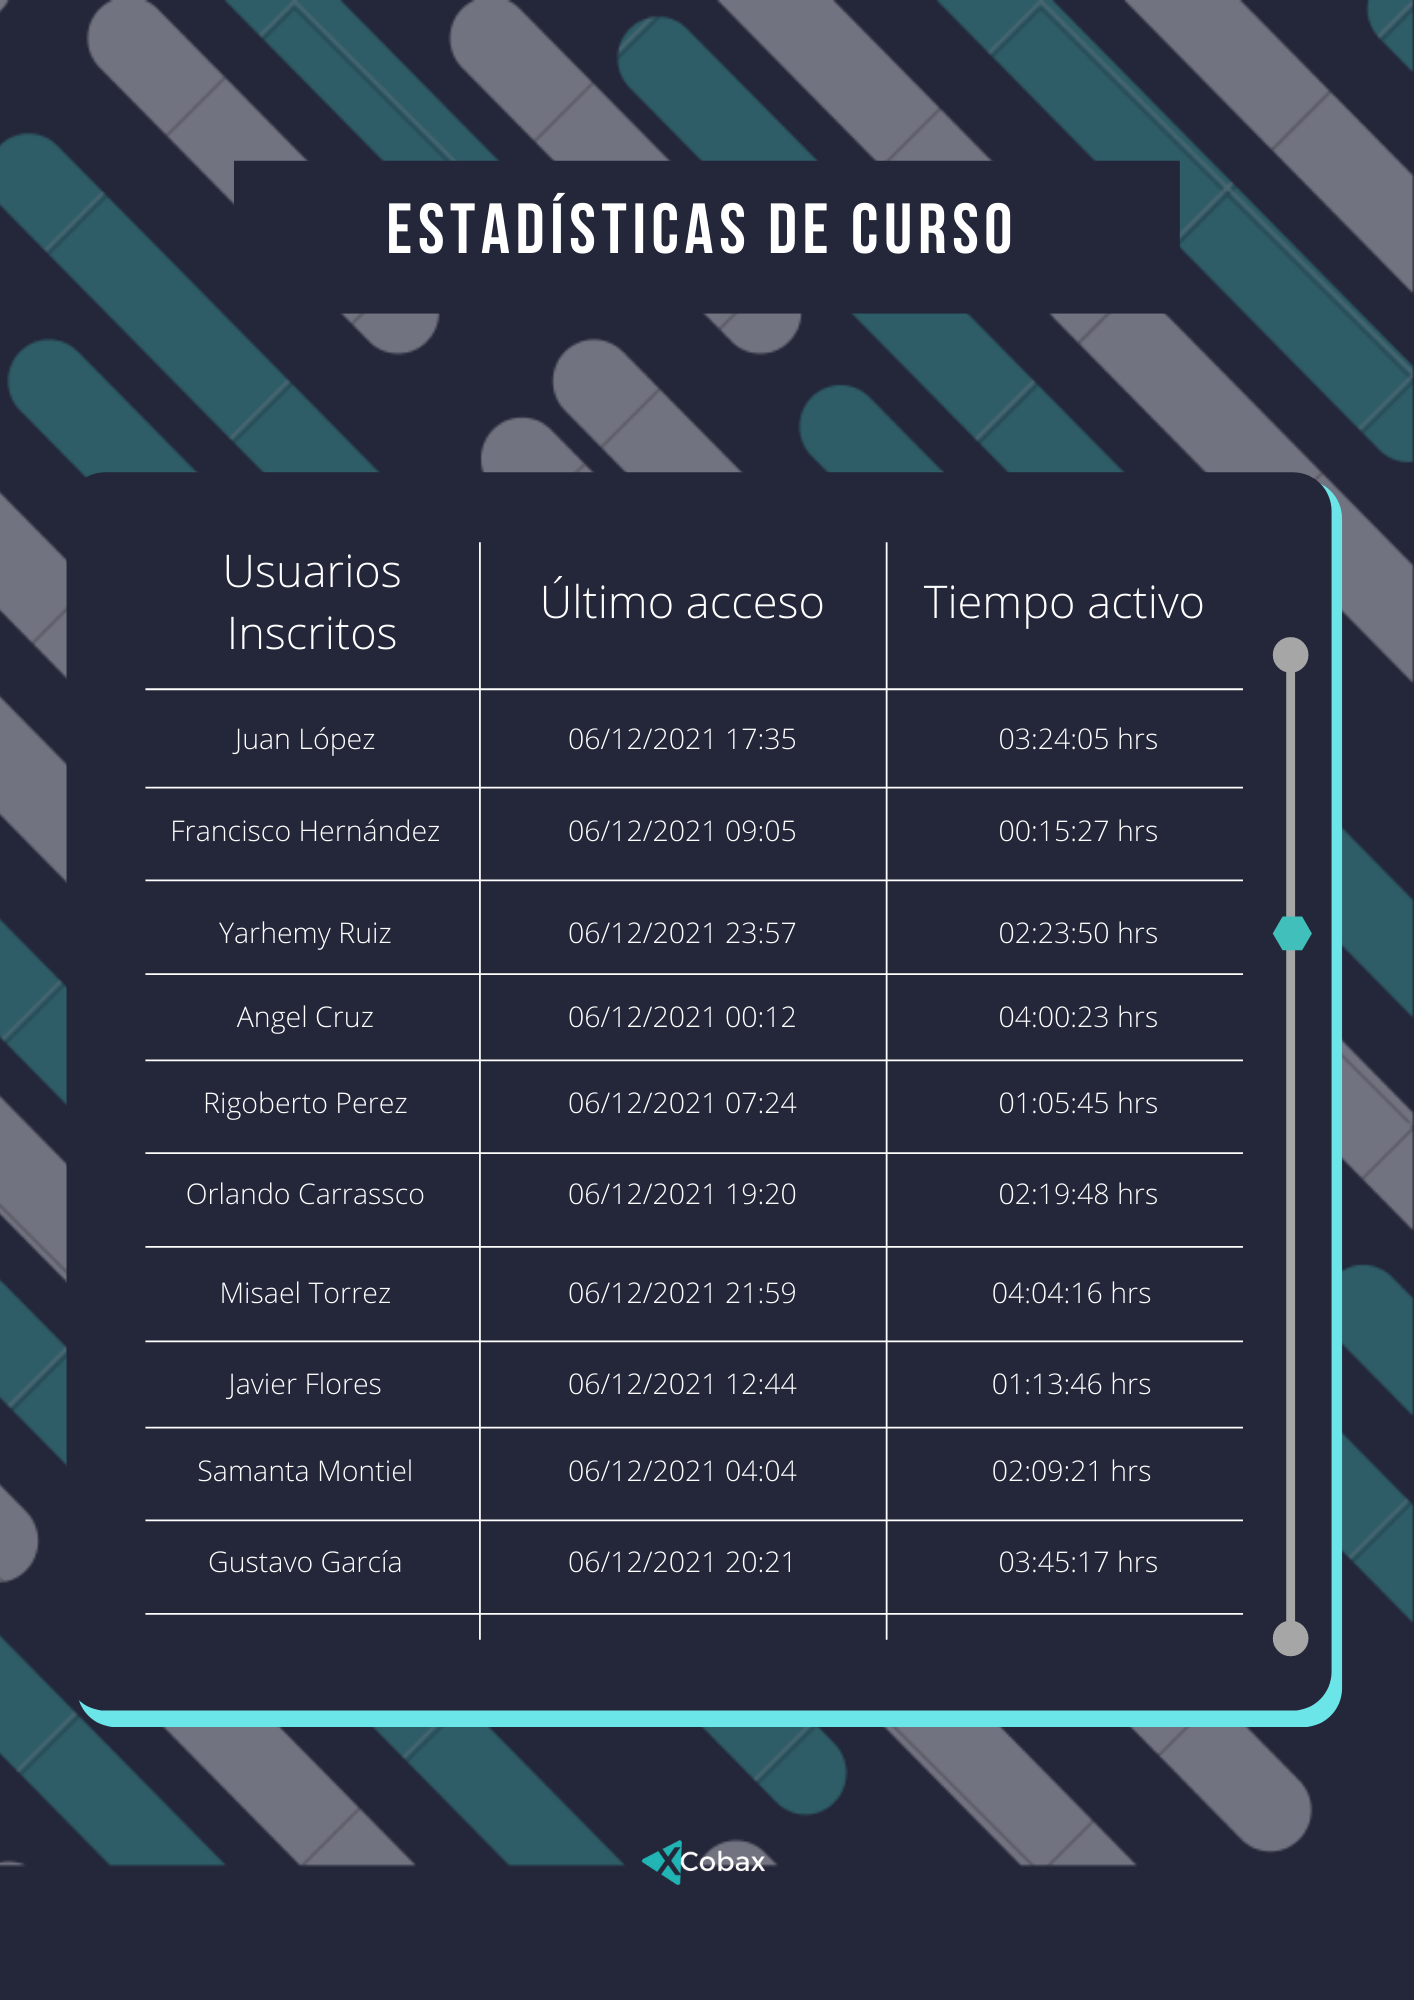 ESTADÍSTICAS DE CURSO
Usuarios
Inscritos
Último acceso
Tiempo activo
Juan López 06/12/2021 17:35 03:24:05 hrs
Francisco Hernández 06/12/2021 09:05 00:15:27 hrs
Yarhemy Ruiz 06/12/2021 23:57 02:23:50 hrs
Angel Cruz 06/12/2021 00:12 04:00:23 hrs
Rigoberto Perez 06/12/2021 07:24 01:05:45 hrs
Orlando Carrassco 06/12/2021 19:20 02:19:48 hrs
Misael Torrez 06/12/2021 21:59 04:04:16 hrs
Javier Flores 06/12/2021 12:44 01:13:46 hrs
Samanta Montiel 06/12/2021 04:04 02:09:21 hrs
Gustavo García 06/12/2021 20:21 03:45:17 hrs
Cobax